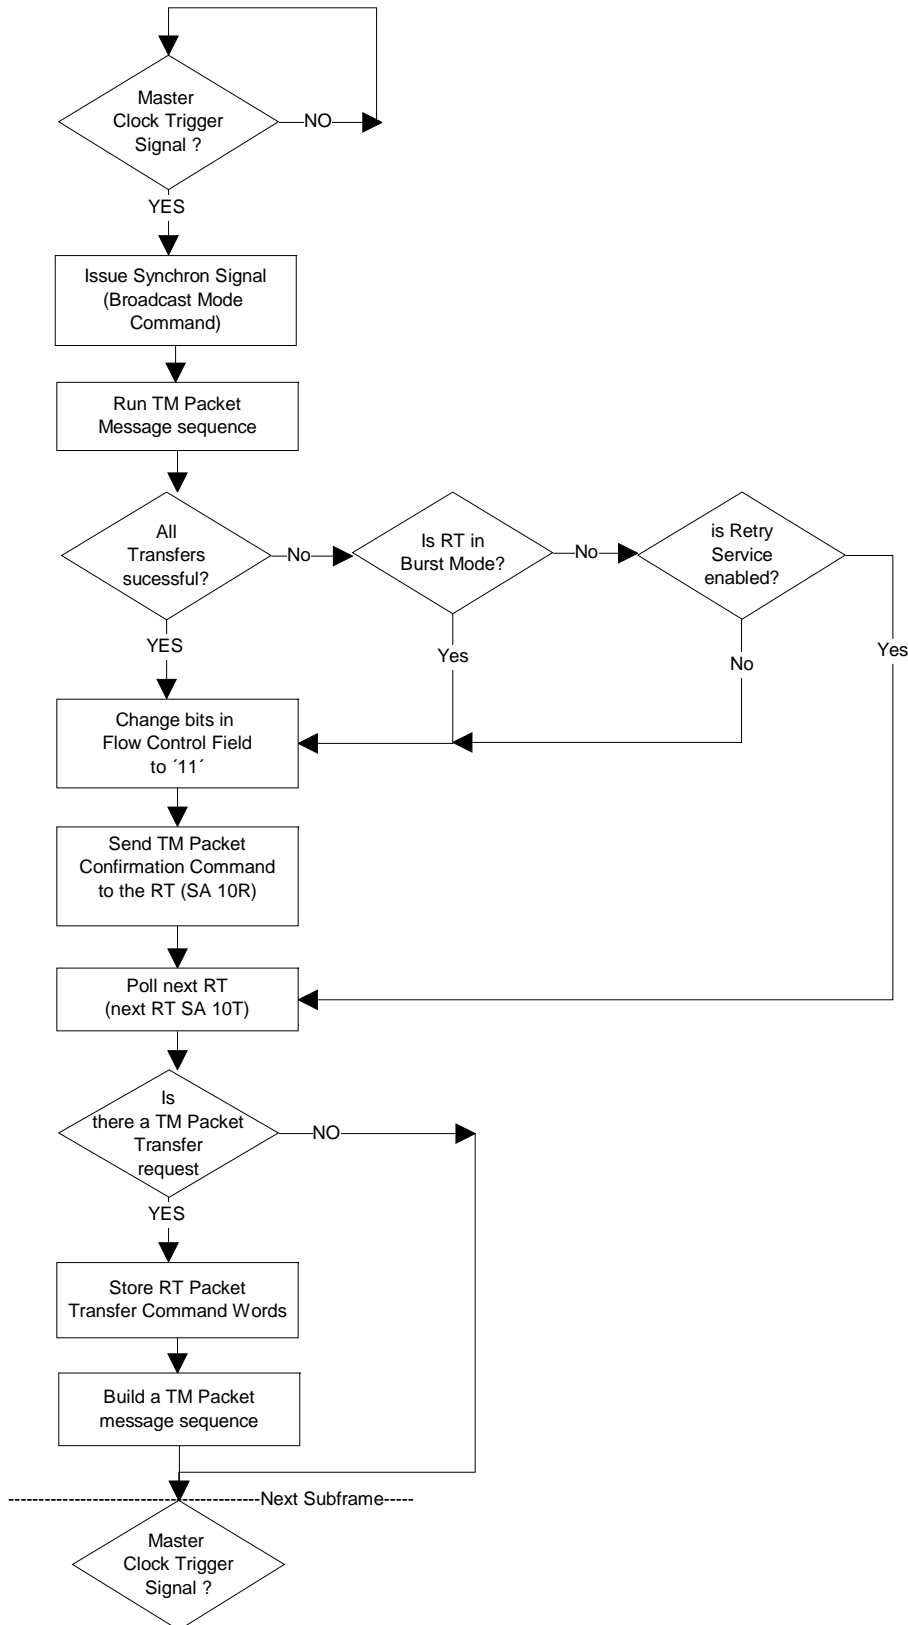 Master
Clock Trigger
Signal ?
NO
YES
Issue Synchron Signal
(Broadcast Mode
Command)
Run TM Packet
Message sequence
All
Transfers
sucessful?
No
Is RT in
Burst Mode?
No
is Retry
Service
enabled?
YES
Yes
No
Yes
Change bits in
Flow Control Field
to ´11´
Send TM Packet
Confirmation Command
to the RT (SA 10R)
Poll next RT
(next RT SA 10T)
Is
there a TM Packet
Transfer
request
NO
YES
Store RT Packet
Transfer Command Words
Build a TM Packet
message sequence
Next Subframe
Master
Clock Trigger
Signal ?